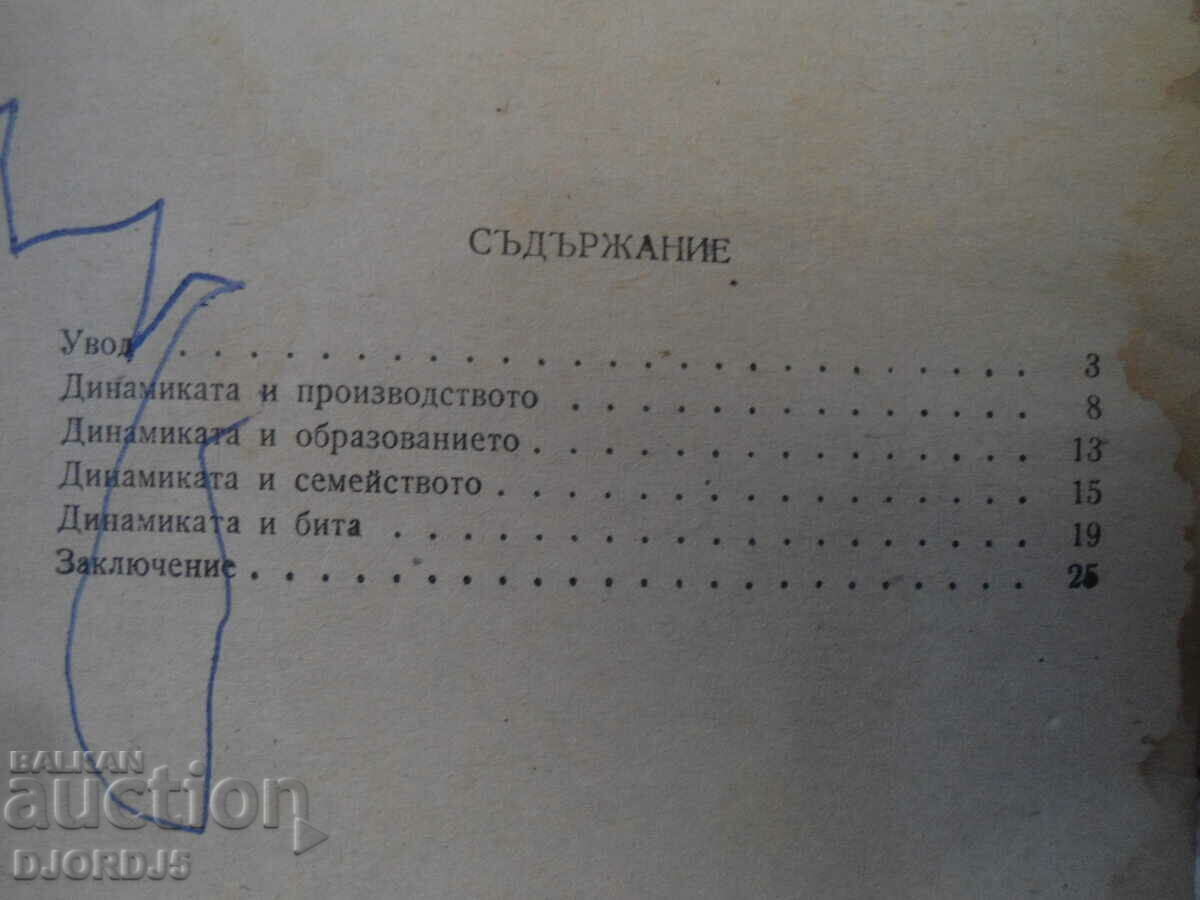 СЪДЪРЖАНИЕ
Увод . . . . . . . . . . . . . . . . . . . . . . 3
Динамиката и производството . . . . . . . . . . . . . 8
Динамиката и образованието . . . . . . . . . . . . . . 13
Динамиката и семейството . . . . . . . . . . . . . . . 15
Динамиката и бита . . . . . . . . . . . . . . . . . . 19
Заключение . . . . . . . . . . . . . . . . . . . . . . 25
BALKAN
auction
DJORDJ5